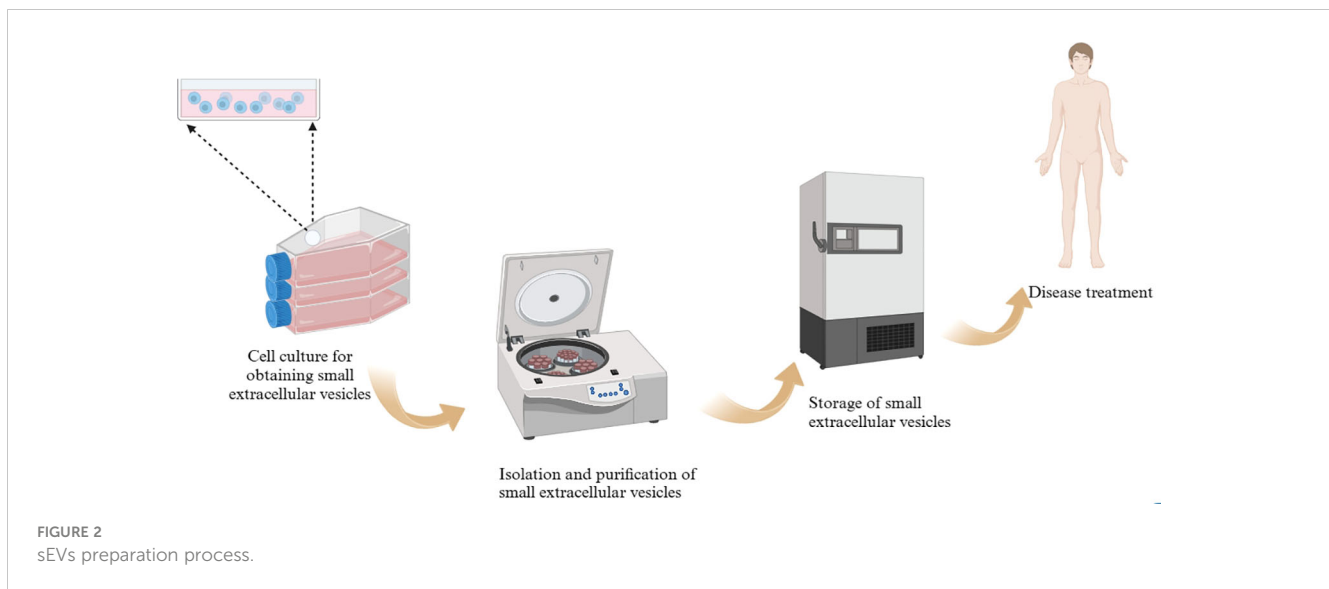 Cell culture for
obtaining small
extracellular vesicles
Isolation and purification of
small extracellular vesicles
Storage of small
extracellular vesicles
Disease treatment
FIGURE 2
sEVs preparation process.